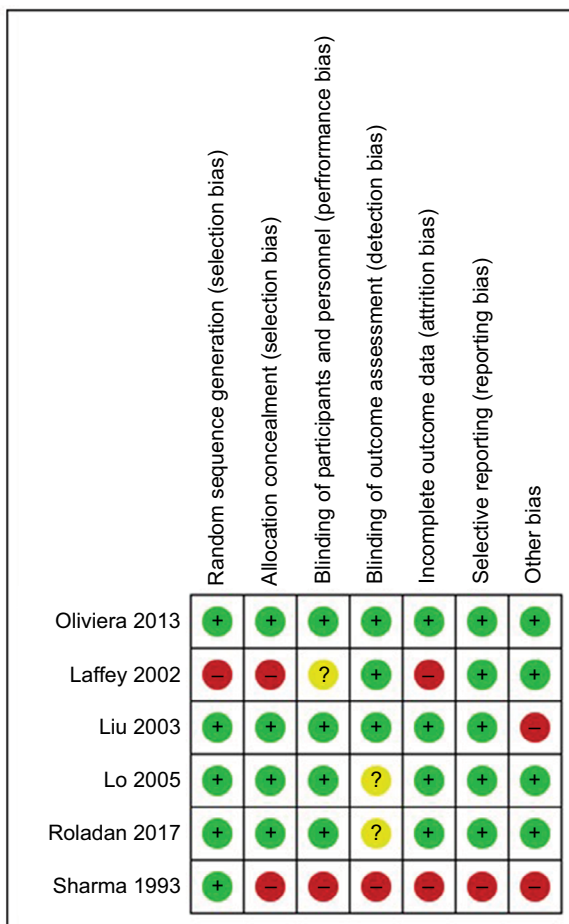 Random sequence generation (selection bias)
Allocation concealment (selection bias)
Blinding of participants and personnel (perfrormance bias)
Blinding of outcome assessment (detection bias)
Incomplete outcome data (attrition bias)
Selective reporting (reporting bias)
Other bias
Oliviera 2013 + + + + + + +
Laffey 2002 – – ? + – + +
Liu 2003 + + + + + + –
Lo 2005 + + + ? + + +
Roladan 2017 + + + ? + + +
Sharma 1993 + – – – – – –